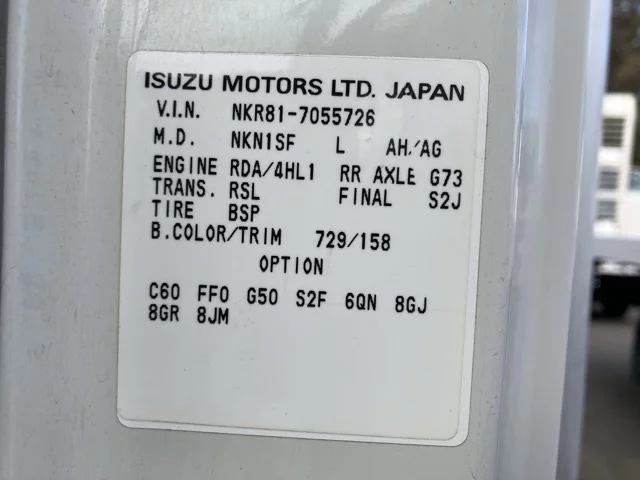 ISUZU MOTORS LTD. JAPAN
V.I.N. NKR81-7055726
M.D. NKN1SF L AH/AG
ENGINE RDA/4HL1 RR AXLE G73
TRANS. RSL FINAL S2J
TIRE BSP
B.COLOR/TRIM 729/158
OPTION
C60 FF0 G50 S2F 6QN 8GJ
8GR 8JM